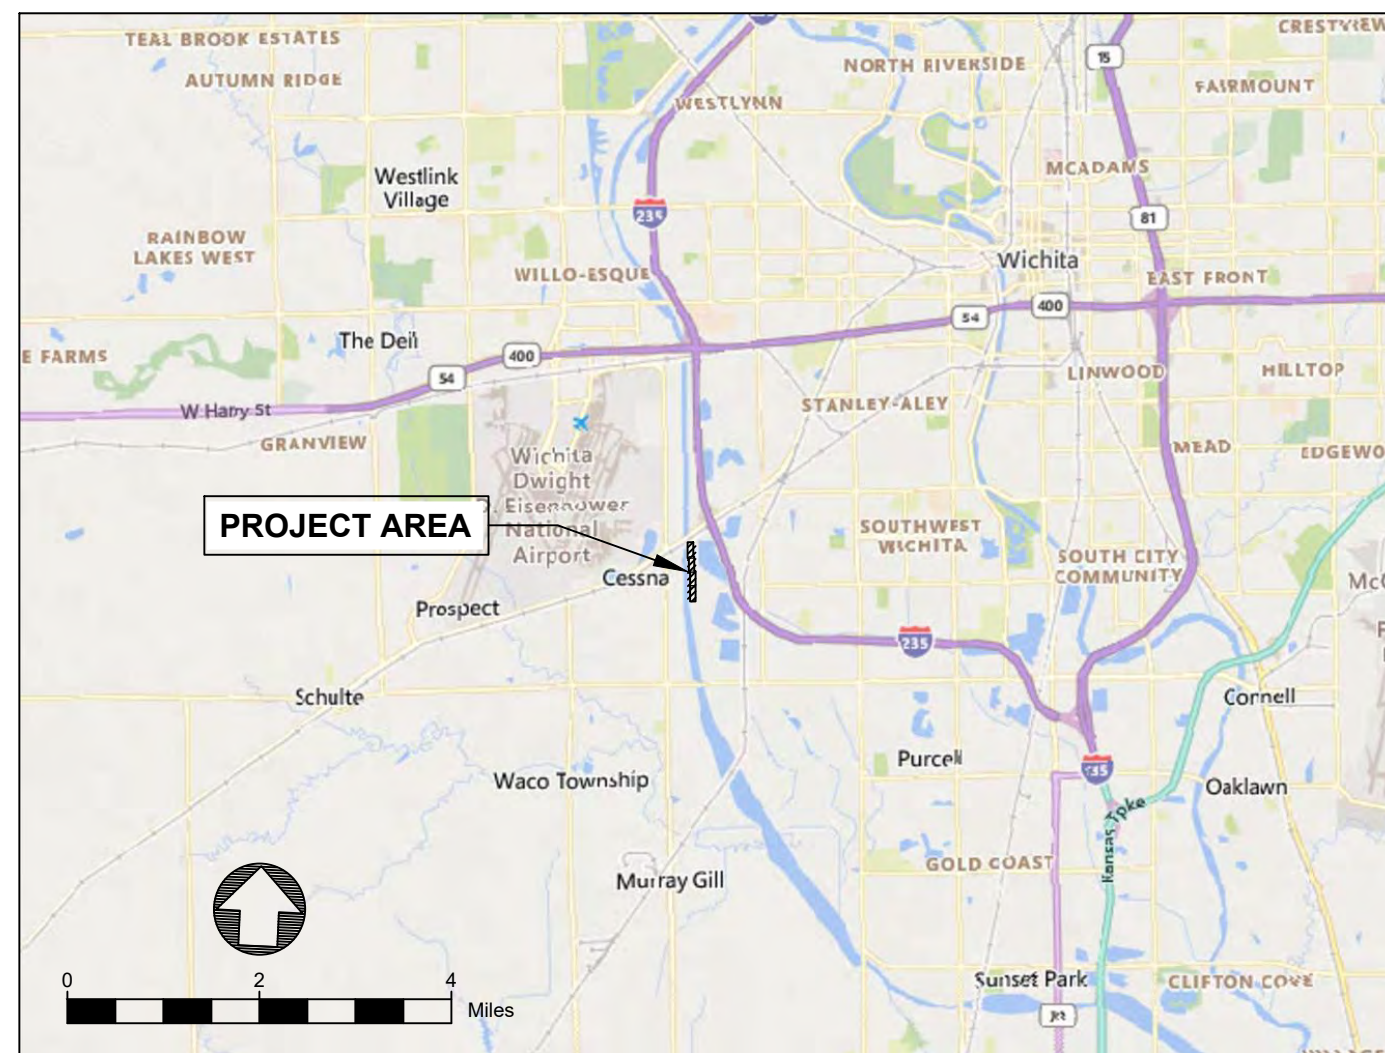 TEAL BROOK ESTATES
AUTUMN RIDGE
NORTH RIVERSIDE
15
FAIRMOUNT
WESTLYNN
MCADAMS
Westlink
Village
235
81
RAINBOW
LAKES WEST
WILLO-ESQUE
Wichita
EAST FRONT
54
400
The Dell
400
E FARMS
54
LINWOOD
HILLTOP
W Harry St
STANLEY-ALEY
GRANVIEW
MEAD
Wichita
Dwight
D. Eisenhower
National
Airport
PROJECT AREA
SOUTHWEST
WICHITA
SOUTH CITY
COMMUNITY
Cessna
Prospect
235
Schulte
Connell
Purcell
Waco Township
Oaklawn
Kansas Tpke
GOLD COAST
Murray Gill
0 2 4
Miles
Sunset Park
CLIFTON COVE